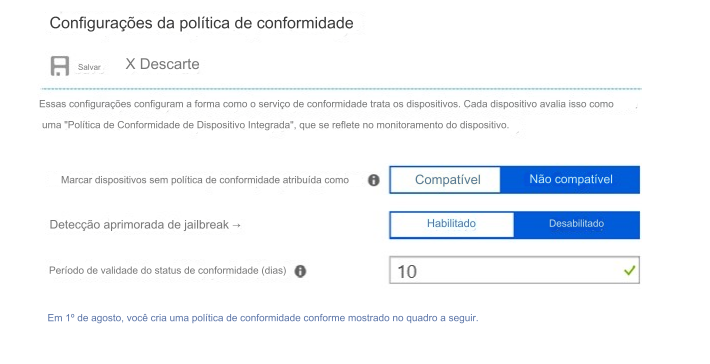 Configurações da política de conformidade
Salvar X Descarte
Essas configurações configuram a forma como o serviço de conformidade trata os dispositivos. Cada dispositivo avalia isso como
uma "Política de Conformidade de Dispositivo Integrada", que se reflete no monitoramento do dispositivo.
Marcar dispositivos sem política de conformidade atribuída como Compatível Não compatível
Detecção aprimorada de jailbreak → Habilitado Desabilitado
Período de validade do status de conformidade (dias) 10
Em 1º de agosto, você cria uma política de conformidade conforme mostrado no quadro a seguir.